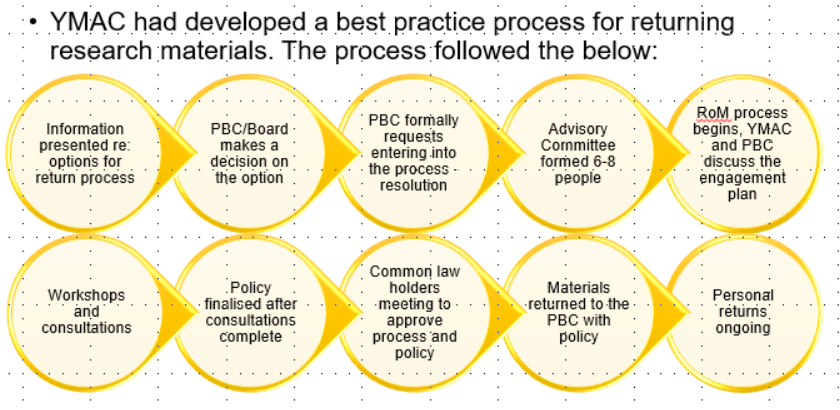 • YMAC had developed a best practice process for returning
research materials. The process followed the below:
Information
presented re:
options for
return process
PBC/Board
makes a
decision on
the option
PBC formally
requests
entering into
the process -
resolution
Advisory
Committee
formed 6-8
people
RoM process
begins, YMAC
and PBC
discuss the
engagement
plan
Workshops
and
consultations
Policy
finalised after
consultations
complete
Common law
holders
meeting to
approve
process and
policy
Materials
returned to the
PBC with
policy
Personal
returns
ongoing